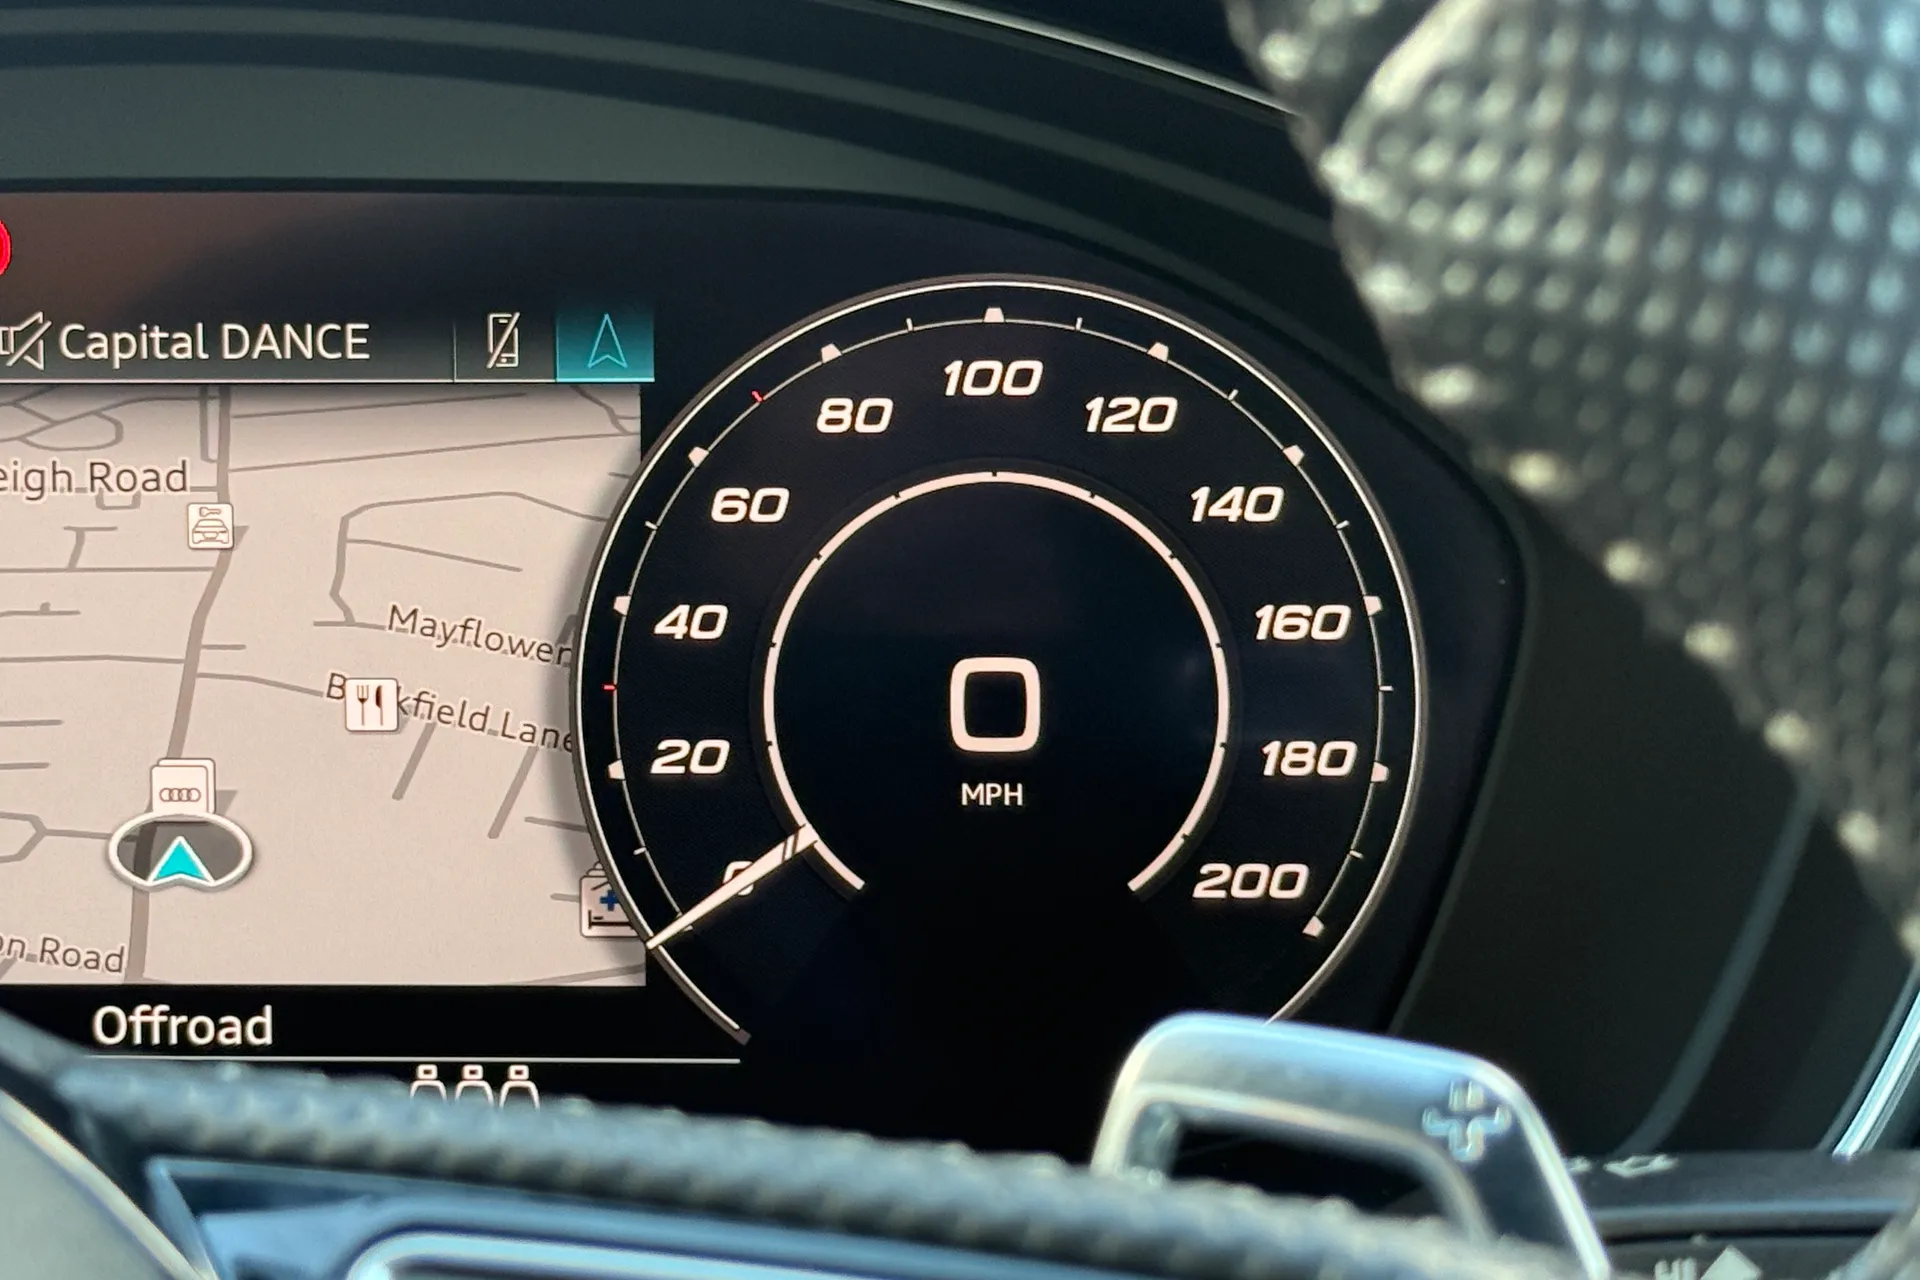 Capital DANCE
eigh Road
Mayflower
kfield Lane
on Road
Offroad
0
20
40
60
80
100
120
140
160
180
200
0
MPH